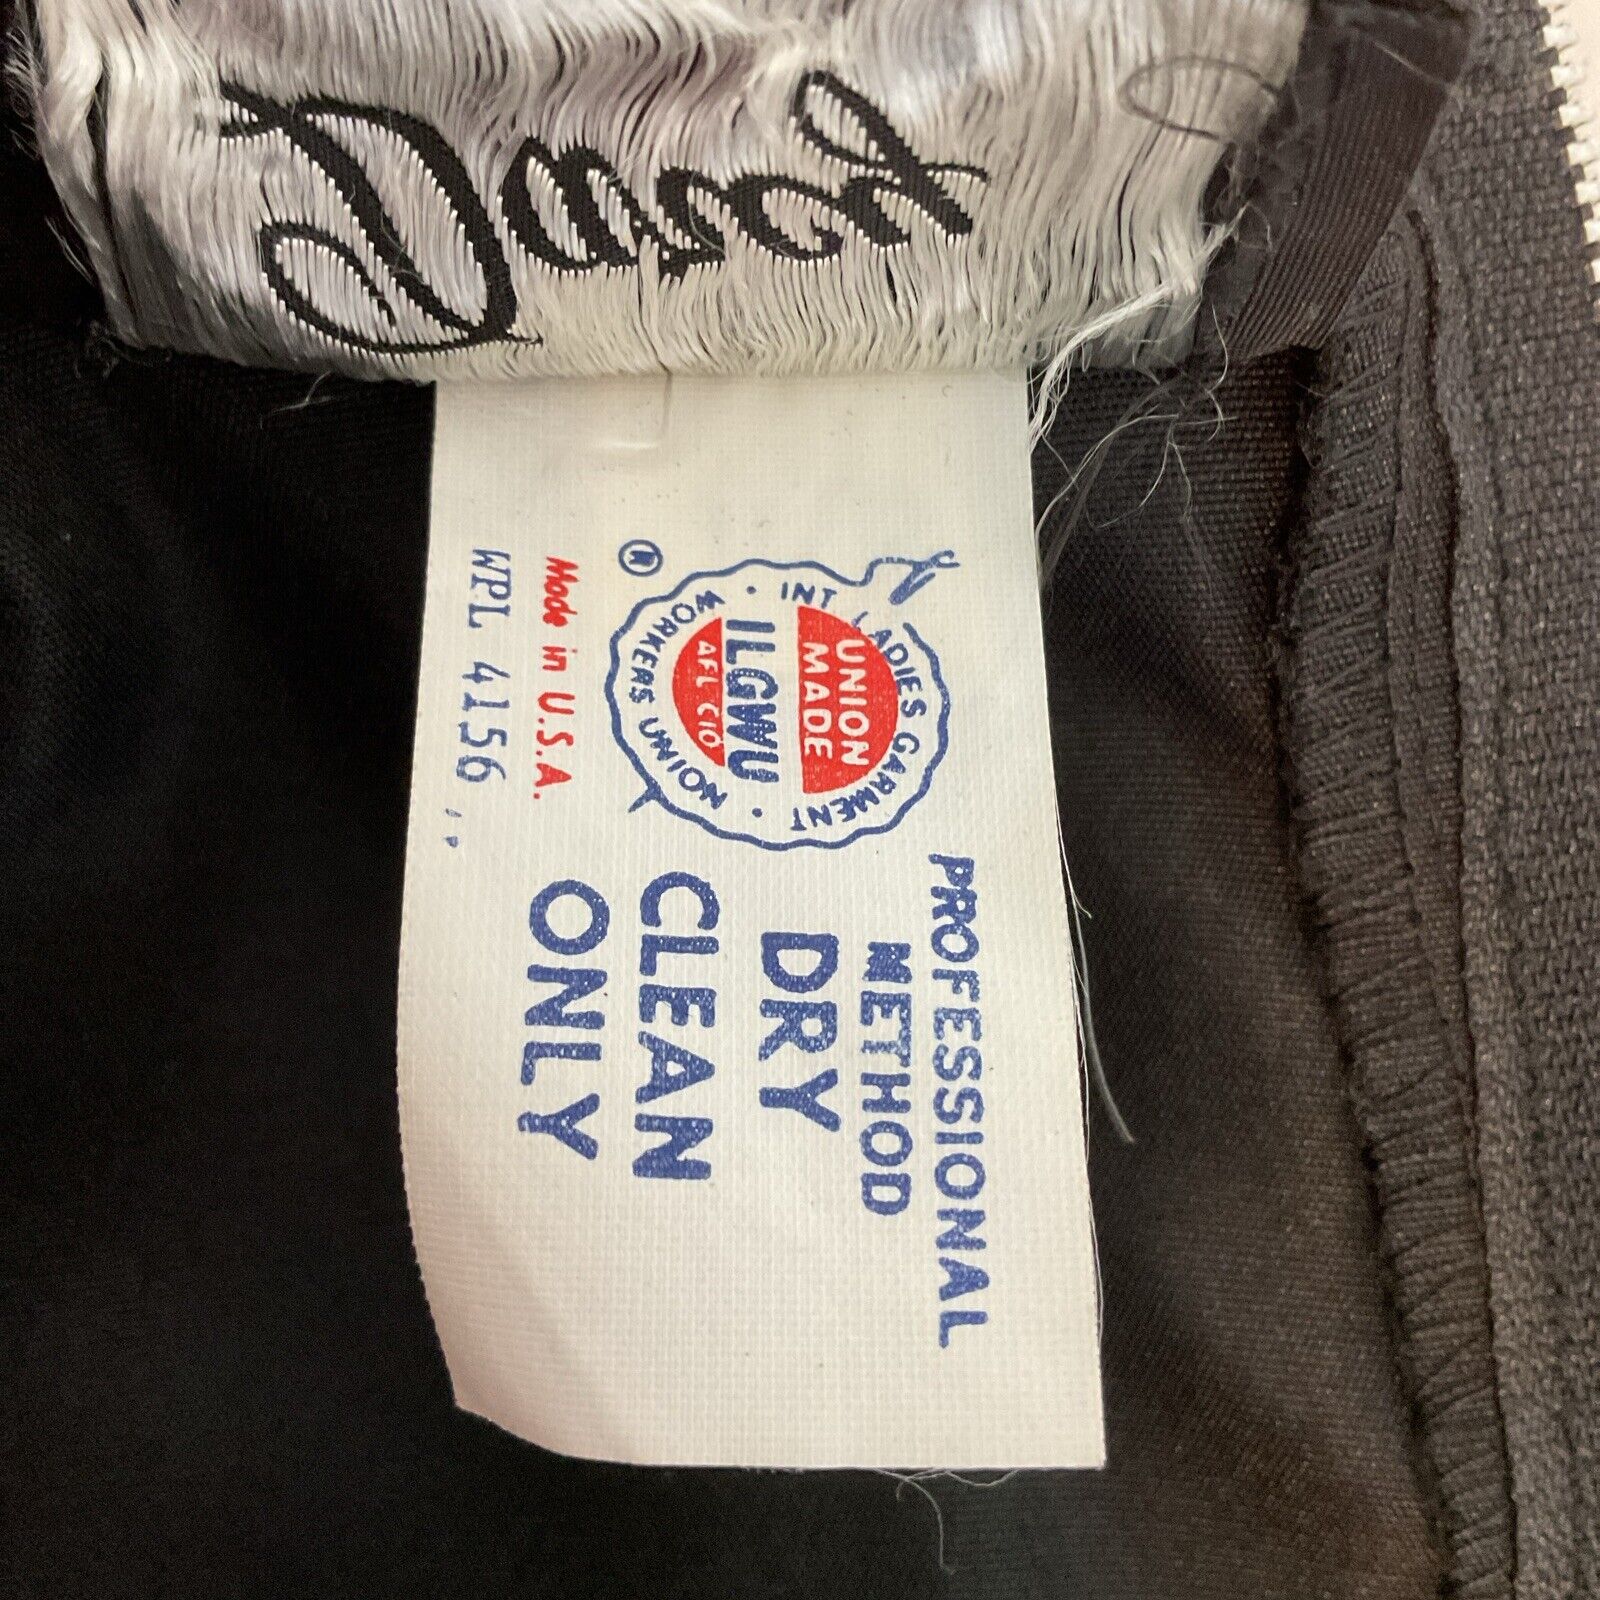 PROFESSIONAL
METHOD
DRY
CLEAN
ONLY
INT LADIES GARMENT
WORKERS UNION
UNION
MADE
ILGWU
AFL CIO
®
Made in U.S.A.
WPL 4156